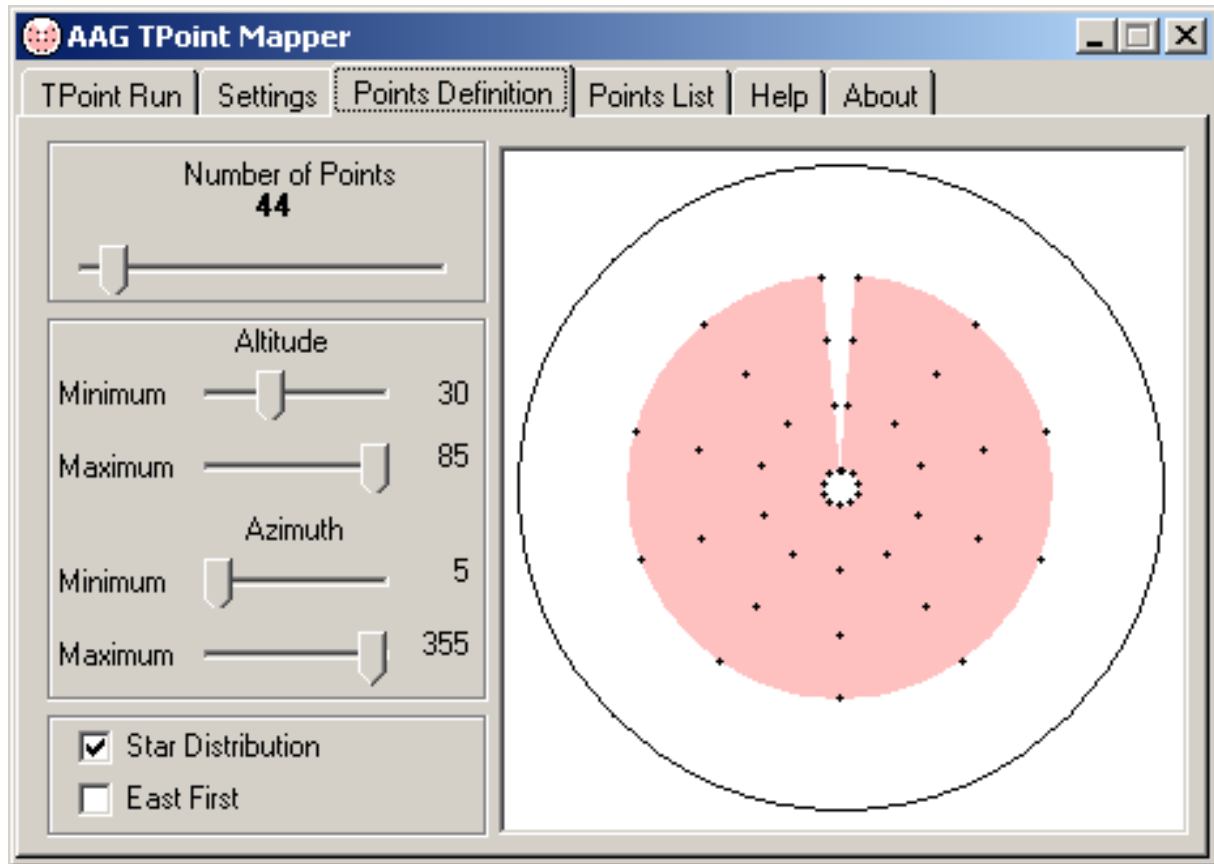 AAG TPoint Mapper
TPoint Run Settings Points Definition Points List Help About
Number of Points
44
Altitude
Minimum 30
Maximum 85
Azimuth
Minimum 5
Maximum 355
Star Distribution
East First